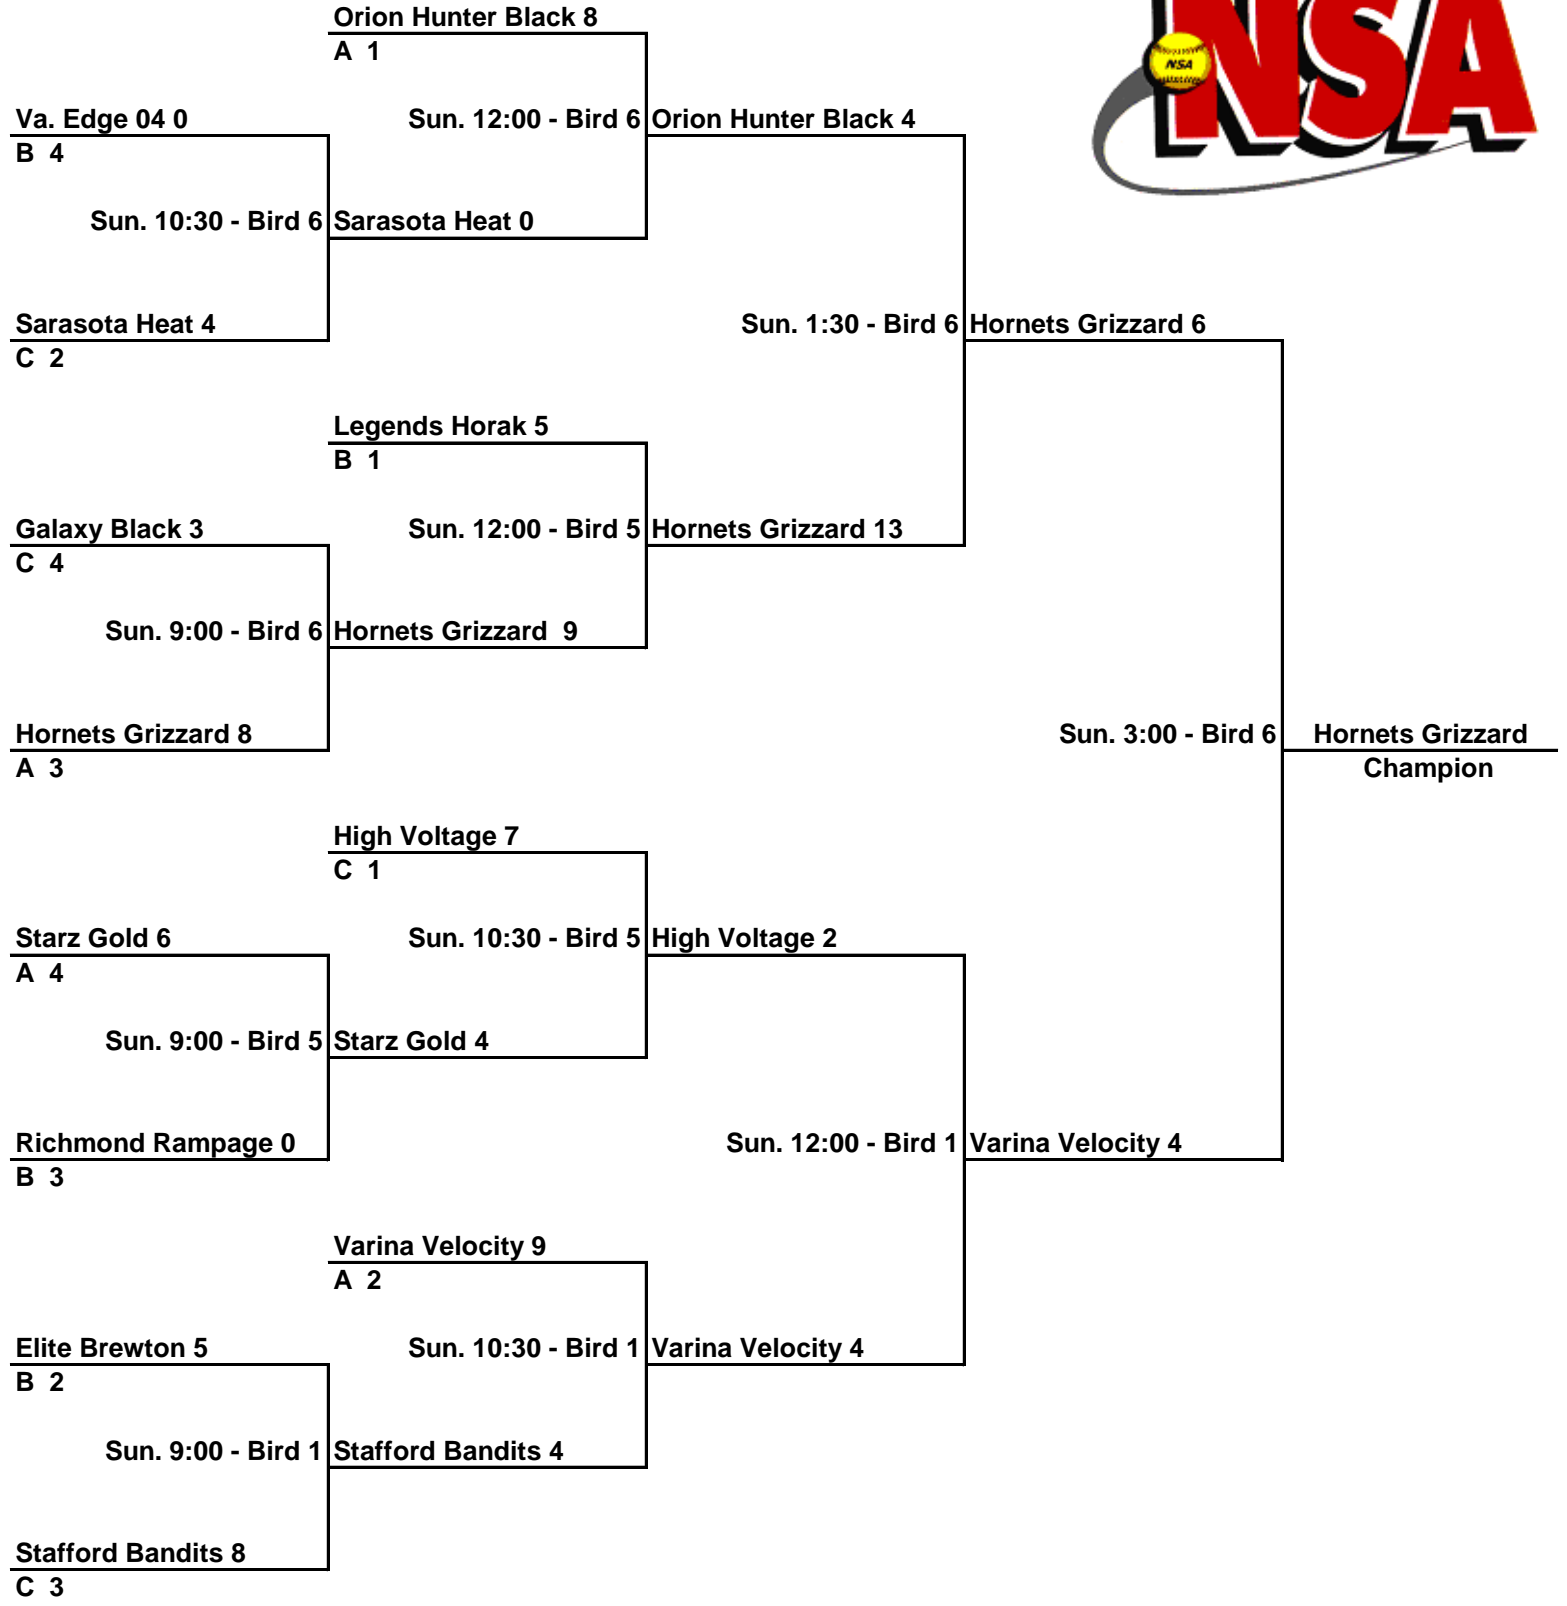 Orion Hunter Black 8
A 1
NSA
NSA
Va. Edge 04 0
Sun. 12:00 - Bird 6
Orion Hunter Black 4
B 4
Sun. 10:30 - Bird 6
Sarasota Heat 0
Sarasota Heat 4
Sun. 1:30 - Bird 6
Hornets Grizzard 6
C 2
Legends Horak 5
B 1
Galaxy Black 3
Sun. 12:00 - Bird 5
Hornets Grizzard 13
C 4
Sun. 9:00 - Bird 6
Hornets Grizzard 9
Hornets Grizzard 8
Sun. 3:00 - Bird 6
Hornets Grizzard
A 3
Champion
High Voltage 7
C 1
Starz Gold 6
Sun. 10:30 - Bird 5
High Voltage 2
A 4
Sun. 9:00 - Bird 5
Starz Gold 4
Richmond Rampage 0
Sun. 12:00 - Bird 1
Varina Velocity 4
B 3
Varina Velocity 9
A 2
Elite Brewton 5
Sun. 10:30 - Bird 1
Varina Velocity 4
B 2
Sun. 9:00 - Bird 1
Stafford Bandits 4
Stafford Bandits 8
C 3